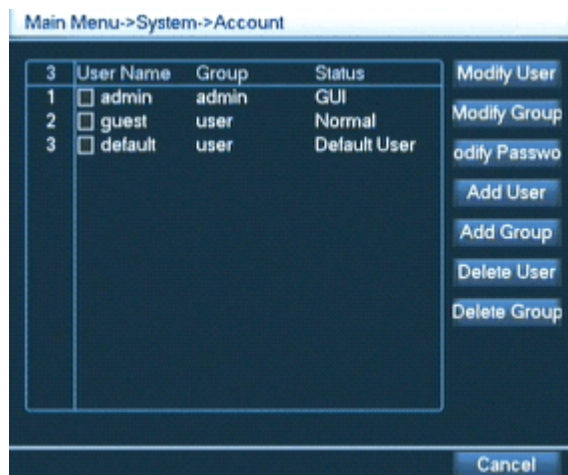 Main Menu->System->Account
3 User Name Group Status
1 admin admin GUI
2 guest user Normal
3 default user Default User
Modify User
Modify Group
odify Passwo
Add User
Add Group
Delete User
Delete Group
Cancel